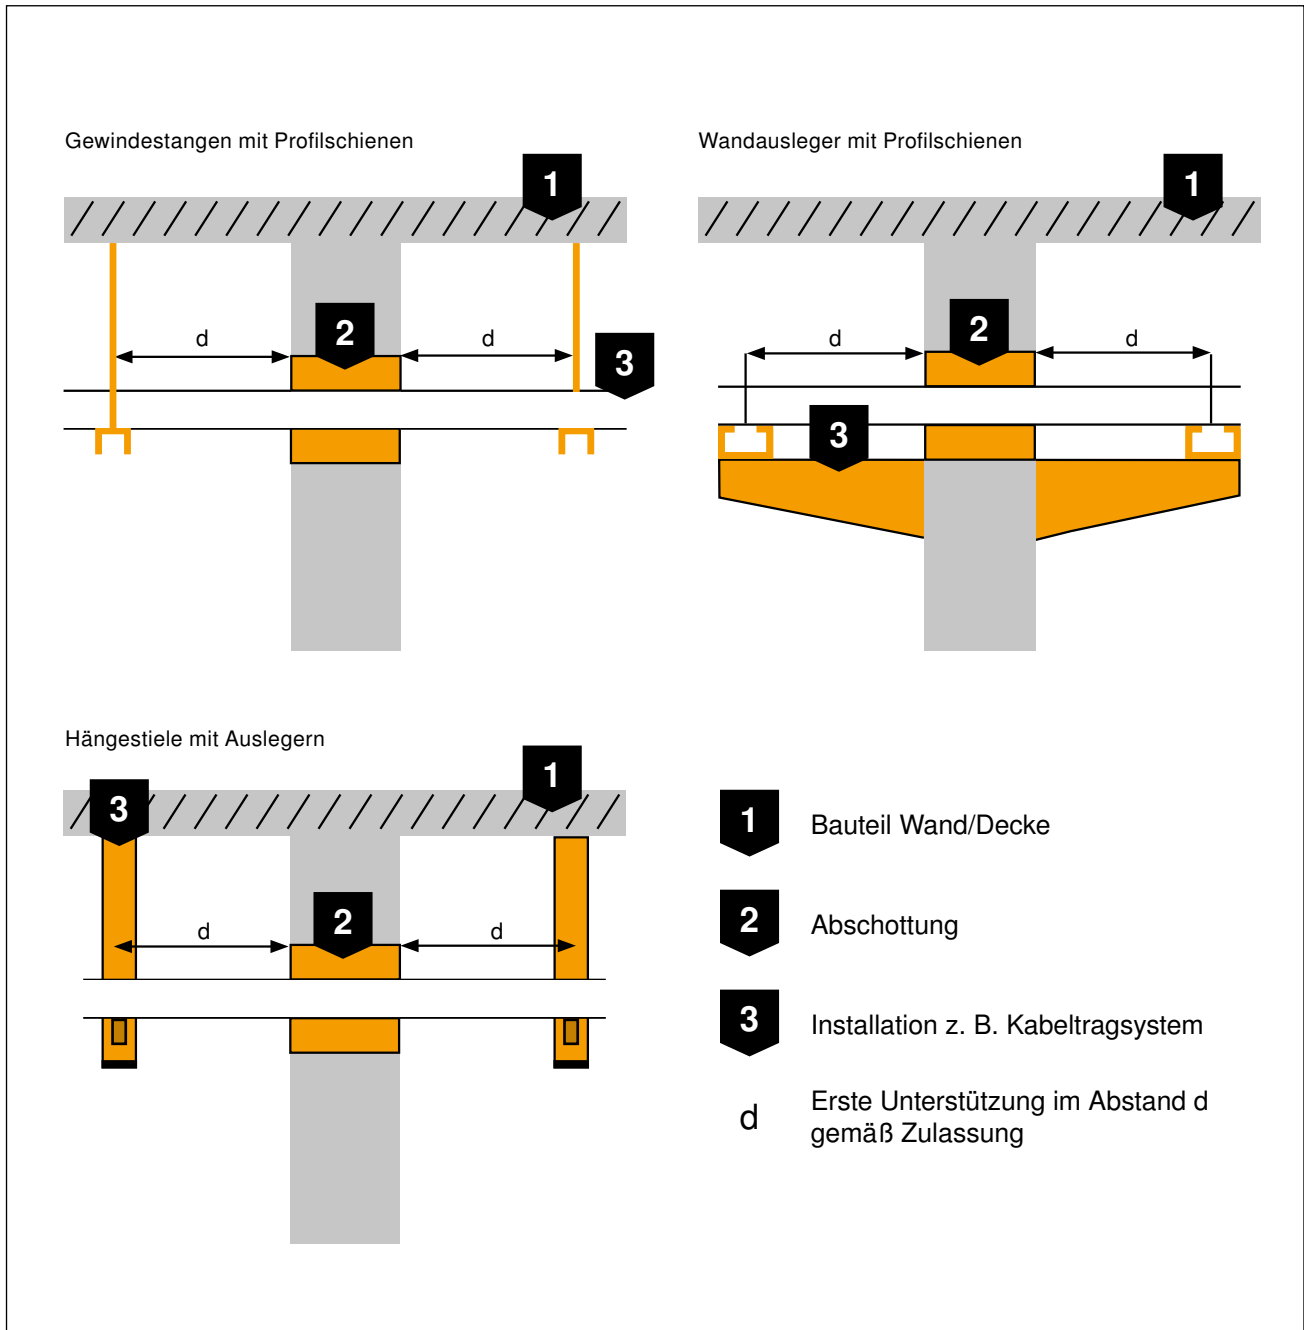 Gewindestangen mit Profilschienen
1
2
d
d
3
Wandausleger mit Profilschienen
1
2
d
d
3
Hängestiele mit Auslegern
1
3
2
d
d
1 Bauteil Wand/Decke
2 Abschottung
3 Installation z. B. Kabeltragsystem
d Erste Unterstützung im Abstand d
gemäß Zulassung